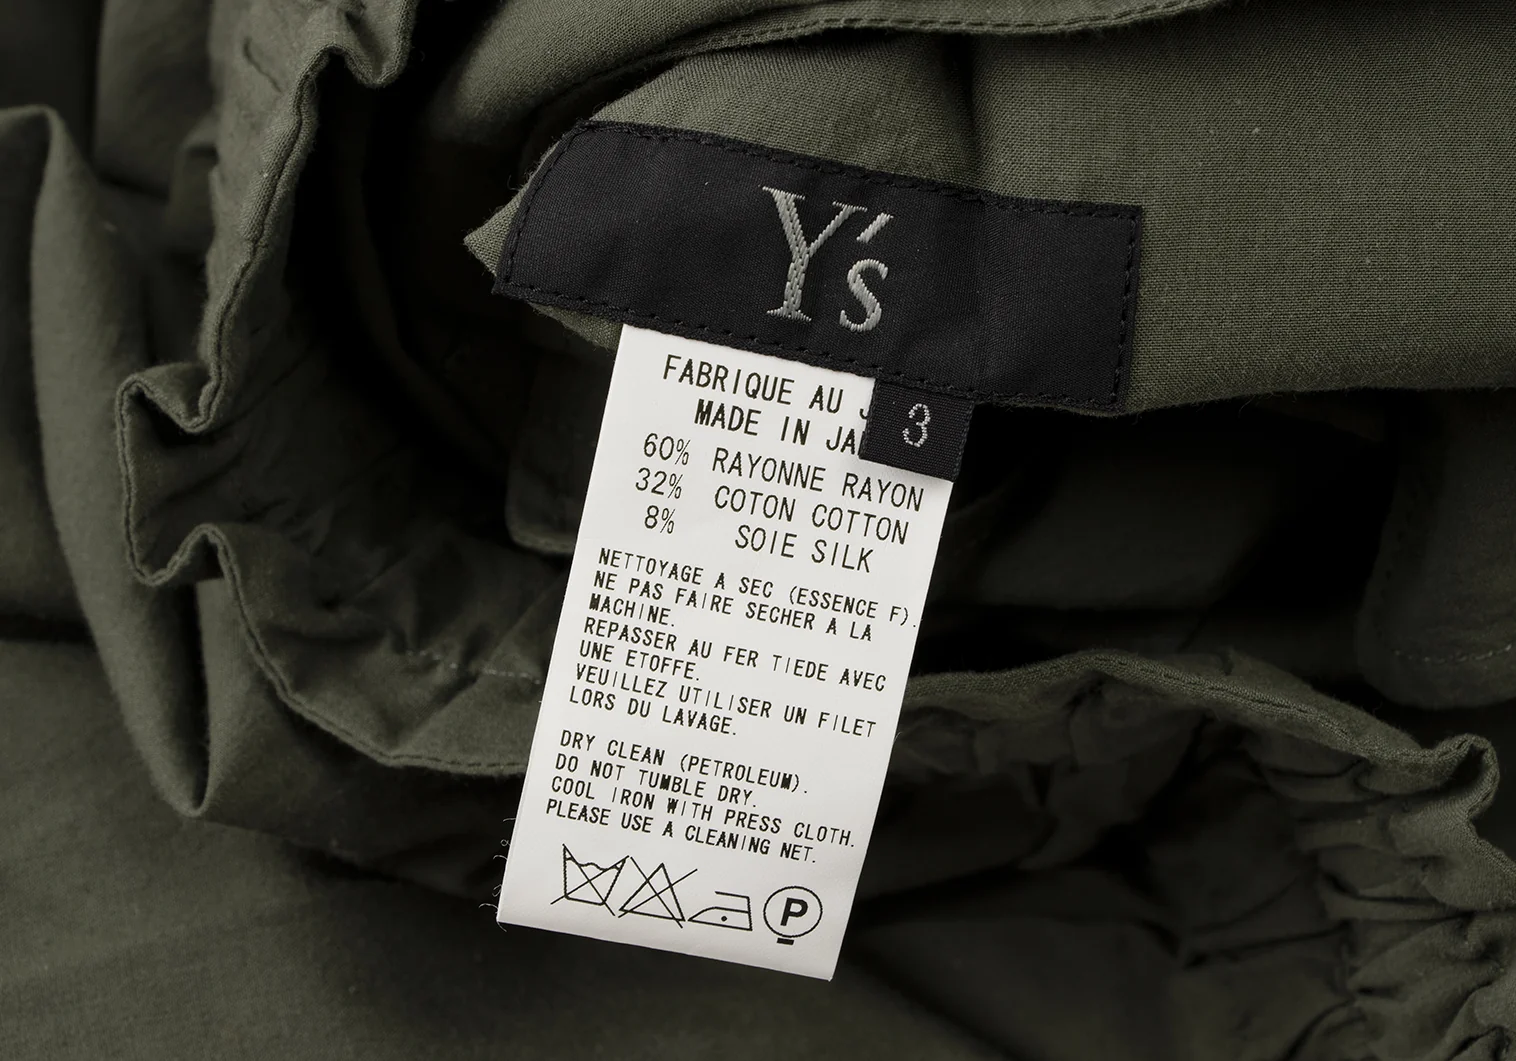 Y's
3
FABRIQUE AU
MADE IN
60% RAYONNE RAYON
32% COTON COTTON
8% SOIE SILK
NETTOYAGE A SEC (ESSENCE F).
NE PAS FAIRE SECHER A LA
MACHINE.
REPASSER AU FER TIEDE AVEC
UNE ETOFFE.
VEUILLEZ UTILISER UN FILET
LORS DU LAVAGE.
DRY CLEAN (PETROLEUM).
DO NOT TUMBLE DRY.
COOL IRON WITH PRESS CLOTH.
PLEASE USE A CLEANING NET.
P